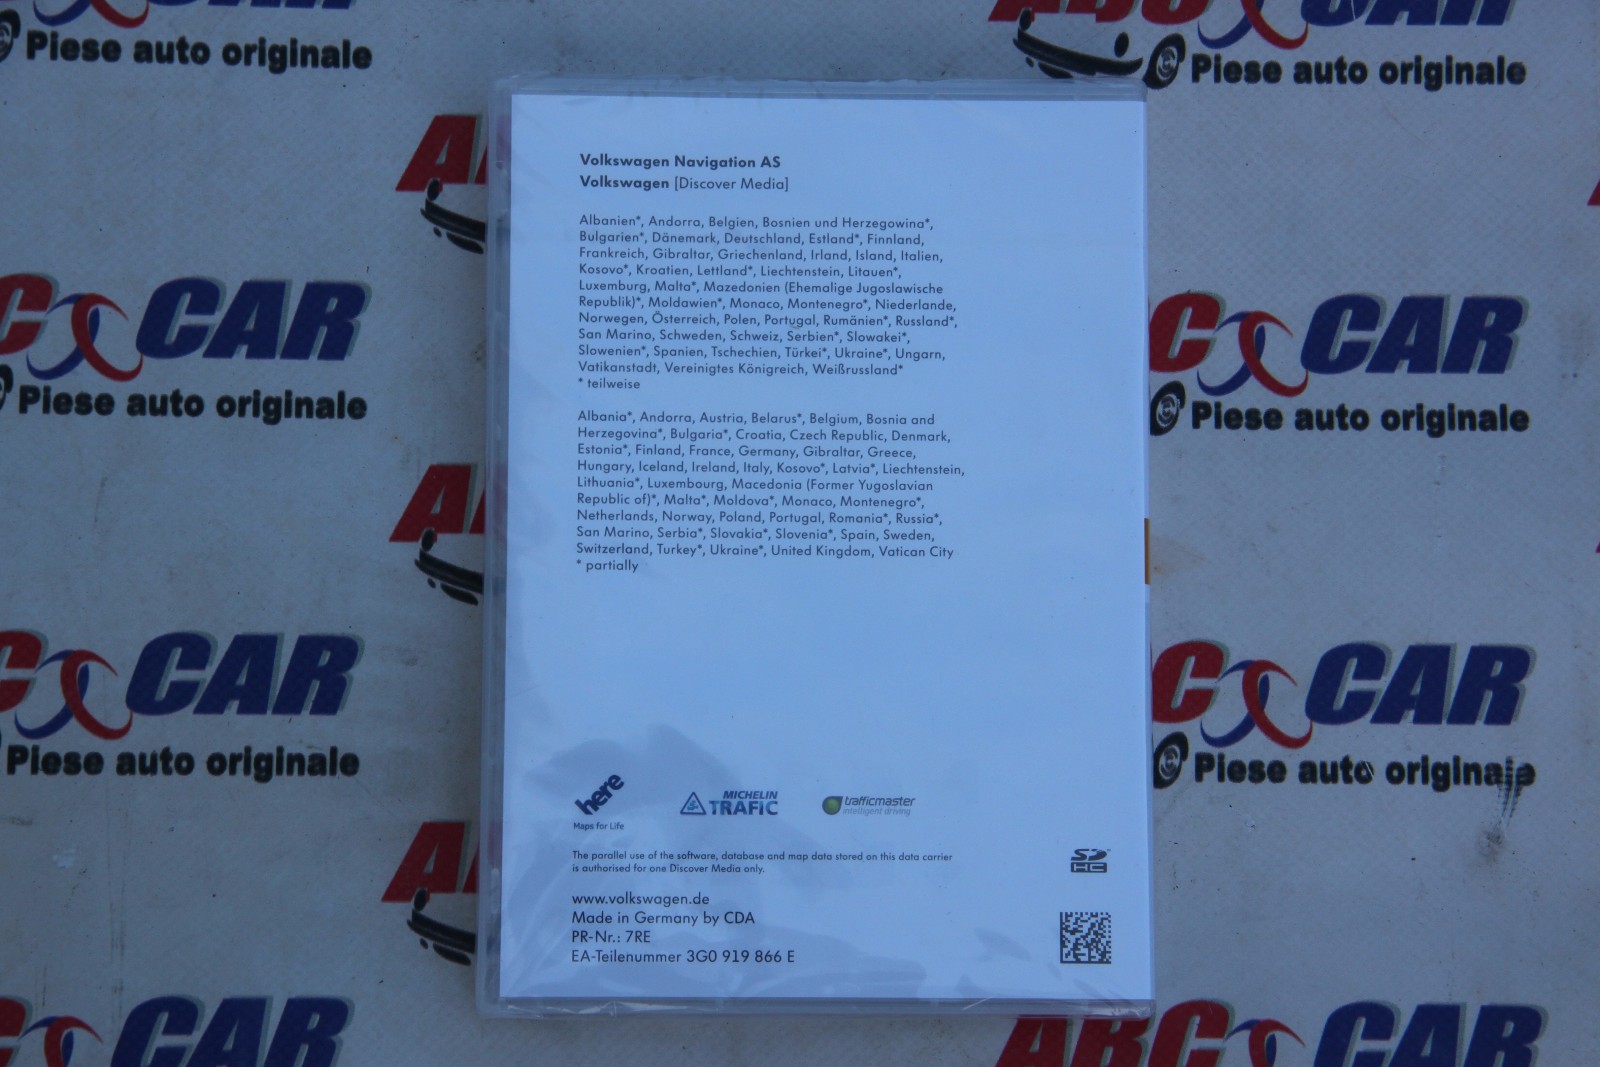 Piese auto originale
ABC CAR
Piese auto originale
Volkswagen Navigation AS
Volkswagen [Discover Media]
Albanien*, Andorra, Belgien, Bosnien und Herzegowina*,
Bulgarien*, Dänemark, Deutschland, Estland*, Finnland,
Frankreich, Gibraltar, Griechenland, Irland, Island, Italien,
Kosovo*, Kroatien, Lettland*, Liechtenstein, Litauen*,
Luxemburg, Malta*, Mazedonien (Ehemalige Jugoslawische
Republik)*, Moldawien*, Monaco, Montenegro*, Niederlande,
Norwegen, Österreich, Polen, Portugal, Rumänien*, Russland*,
San Marino, Schweden, Schweiz, Serbien*, Slowakei*,
Slowenien*, Spanien, Tschechien, Türkei*, Ukraine*, Ungarn,
Vatikanstadt, Vereinigtes Königreich, Weißrussland*
* teilweise
Albania*, Andorra, Austria, Belarus*, Belgium, Bosnia and
Herzegovina*, Bulgaria*, Croatia, Czech Republic, Denmark,
Estonia*, Finland, France, Germany, Gibraltar, Greece,
Hungary, Iceland, Ireland, Italy, Kosovo*, Latvia*, Liechtenstein,
Lithuania*, Luxembourg, Macedonia (Former Yugoslavian
Republic of)*, Malta*, Moldova*, Monaco, Montenegro*,
Netherlands, Norway, Poland, Portugal, Romania*, Russia*,
San Marino, Serbia*, Slovakia*, Slovenia*, Spain, Sweden,
Switzerland, Turkey*, Ukraine*, United Kingdom, Vatican City
* partially
here
Maps for Life
MICHELIN
TRAFIC
trafficmaster
intelligent driving
The parallel use of the software, database and map data stored on this data carrier
is authorised for one Discover Media only.
SD
HC
www.volkswagen.de
Made in Germany by CDA
PR-Nr.: 7RE
EA-Teilenummer 3G0 919 866 E
C CAR
Piese auto originale
C CAR
Piese auto originale
C CAR
Piese auto originale
C CAR
Piese auto originale
CAR
ABC CAR